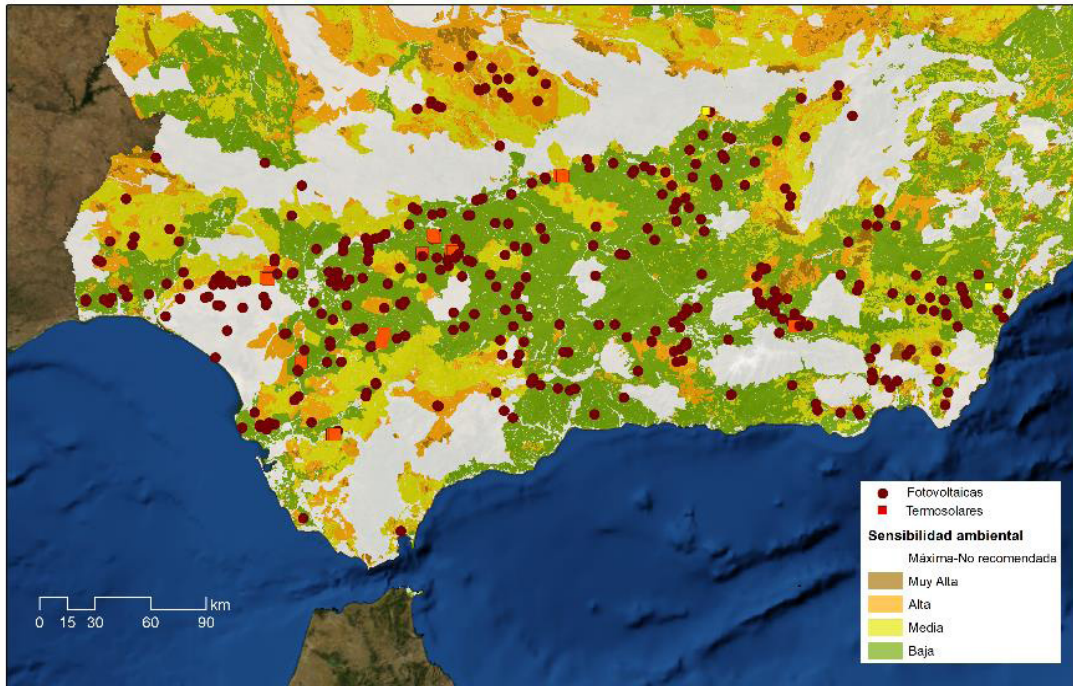 Fotovoltaicas
Termosolares
Sensibilidad ambiental
Máxima-No recomendada
Muy Alta
Alta
Media
Baja
km
0 15 30 60 90